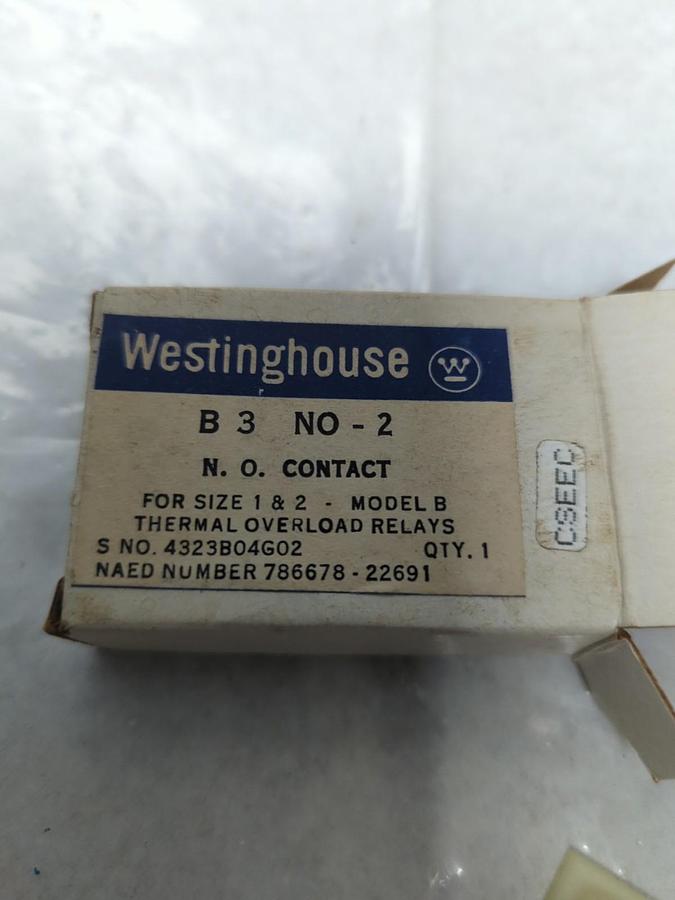 Westinghouse W
B 3 NO - 2
N. O. CONTACT
FOR SIZE 1 & 2 - MODEL B
THERMAL OVERLOAD RELAYS
S NO. 4323B04G02 QTY. 1
NAED NUMBER 786678 - 22691
C8EEC